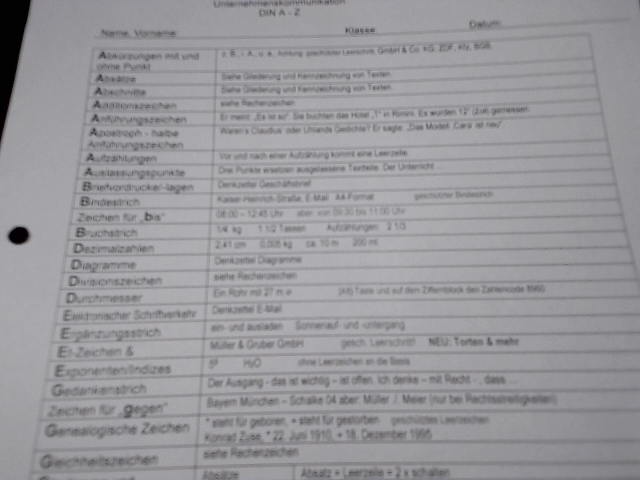 Unternehmenskommunikation
DIN A - Z
Name, Vorname: Klasse Datum:
Abkürzungen mit und ohne Punkt z. B., i. A., u. a., Achtung: geschützter Leerschritt, GmbH & Co. KG, ZDF, KN, BGB
Absätze Siehe Gliederung und Kennzeichnung von Texten.
Abschnitte Siehe Gliederung und Kennzeichnung von Texten.
Additionszeichen siehe Rechenzeichen
Anführungszeichen Er meint: „Es ist so“. Sie buchten das Hotel „1“ in Rimini. Es wurden 12" (Zoll) gemessen.
Apostroph - halbe Anführungszeichen Waren's Claudius' oder Uhlands Gedichte? Er sagte: „Das Modell ,Cara' ist neu“.
Aufzählungen Vor und nach einer Aufzählung kommt eine Leerzeile.
Auslassungspunkte Drei Punkte ersetzen ausgelassene Textteile. Der Unterricht ...
Briefvordrucke/-lagen Denkzettel Geschäftsbrief
Bindestrich Kaiser-Heinrich-Straße, E-Mail A4-Format geschützter Bindestrich
Zeichen für „bis“ 08:00 – 12:45 Uhr aber: von 09:30 bis 11:00 Uhr
Bruchstrich 1/4 kg 1 1/2 Tassen Aufzählungen 2 1/3
Dezimalzahlen 2,41 cm 0,005 kg ca. 10 m 200 ml
Diagramme Denkzettel Diagramme
Divisionszeichen siehe Rechenzeichen
Durchmesser Ein Rohr mit 27 m ø [Alt] Taste und auf dem Ziffernblock den Zahlencode
Elektronischer Schriftverkehr Denkzettel E-Mail
Ergänzungsstrich ein- und ausladen Sonnenauf- und -untergang
Et-Zeichen & Müller & Gruber GmbH gesch. Leerschritt! NEU: Torten & mehr
Exponenten/Indizes H₂O ohne Leerzeichen an die Basis
Gedankenstrich Der Ausgang - das ist wichtig – ist offen. Ich denke – mit Recht - , dass ...
Zeichen für „gegen“ Bayern München – Schalke 04 aber: Müller ./. Meier (nur bei Rechtsstreitigkeiten)
Genealogische Zeichen * steht für geboren, + steht für gestorben geschütztes Leerzeichen
Konrad Zuse, * 22. Juni 1910, + 18. Dezember 1995
Gleichheitszeichen siehe Rechenzeichen
Absätze Absatz = Leerzeile = 2 x schalten